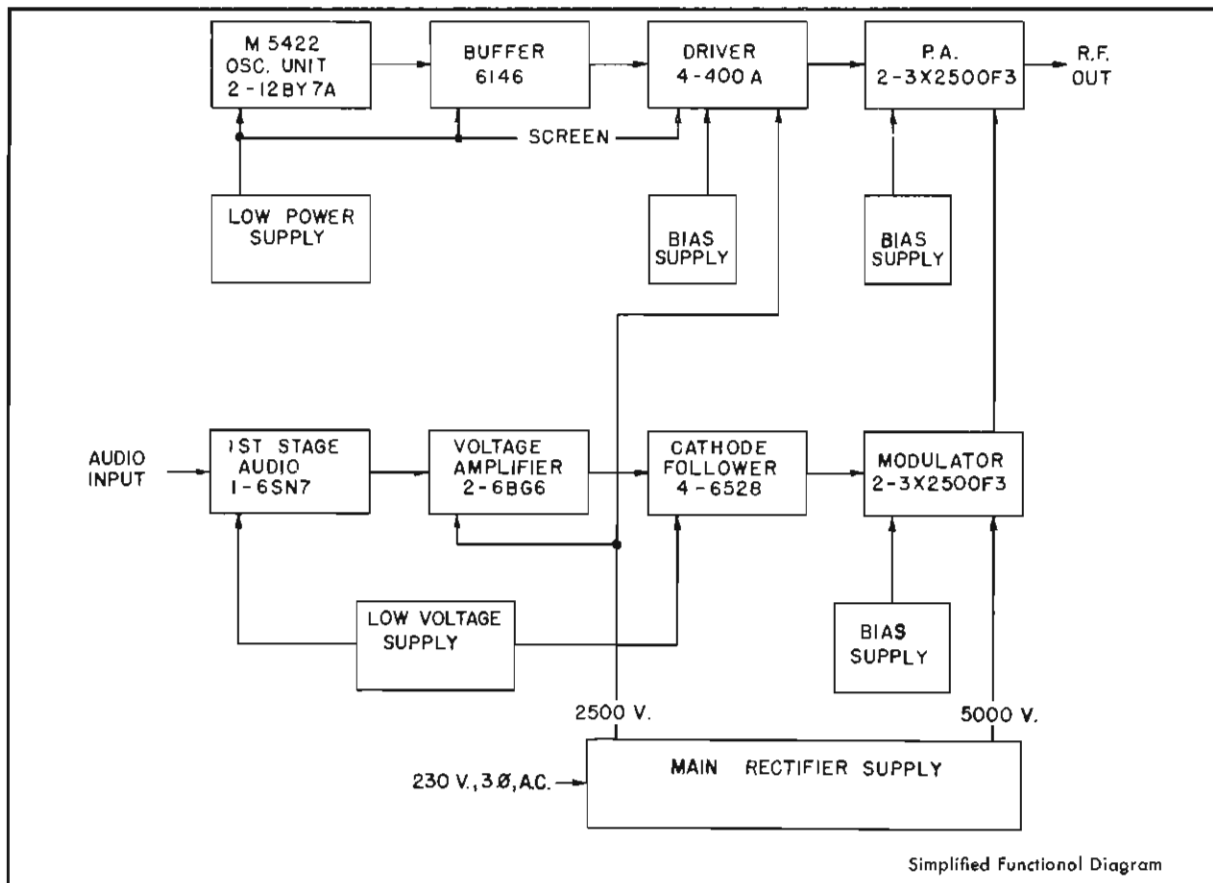 M 5422
OSC. UNIT
2-12BY7A
BUFFER
6146
DRIVER
4-400A
P.A.
2-3X2500F3
R.F.
OUT
SCREEN
LOW POWER
SUPPLY
BIAS
SUPPLY
BIAS
SUPPLY
AUDIO
INPUT
1ST STAGE
AUDIO
1-6SN7
VOLTAGE
AMPLIFIER
2-6BG6
CATHODE
FOLLOWER
4-6528
MODULATOR
2-3X2500F3
LOW VOLTAGE
SUPPLY
BIAS
SUPPLY
2500 V.
5000 V.
230 V., 3Ø, A.C.
MAIN RECTIFIER SUPPLY
Simplified Functional Diagram